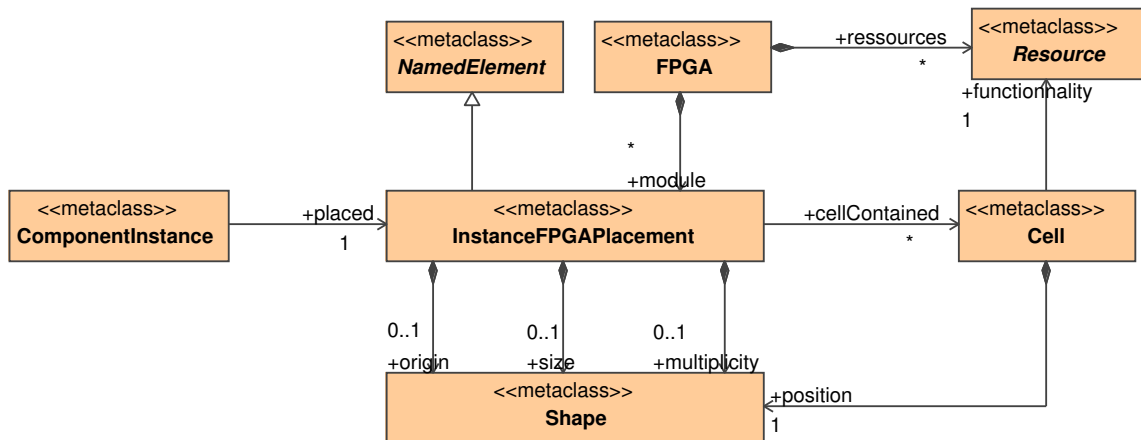 <<metaclass>>
NamedElement
<<metaclass>>
FPGA
+ressources
*
<<metaclass>>
Resource
+functionnality
1
*
+module
<<metaclass>>
ComponentInstance
+placed
1
<<metaclass>>
InstanceFPGAPlacement
+cellContained
*
<<metaclass>>
Cell
0..1
+origin
0..1
+size
0..1
+multiplicity
<<metaclass>>
Shape
+position
1